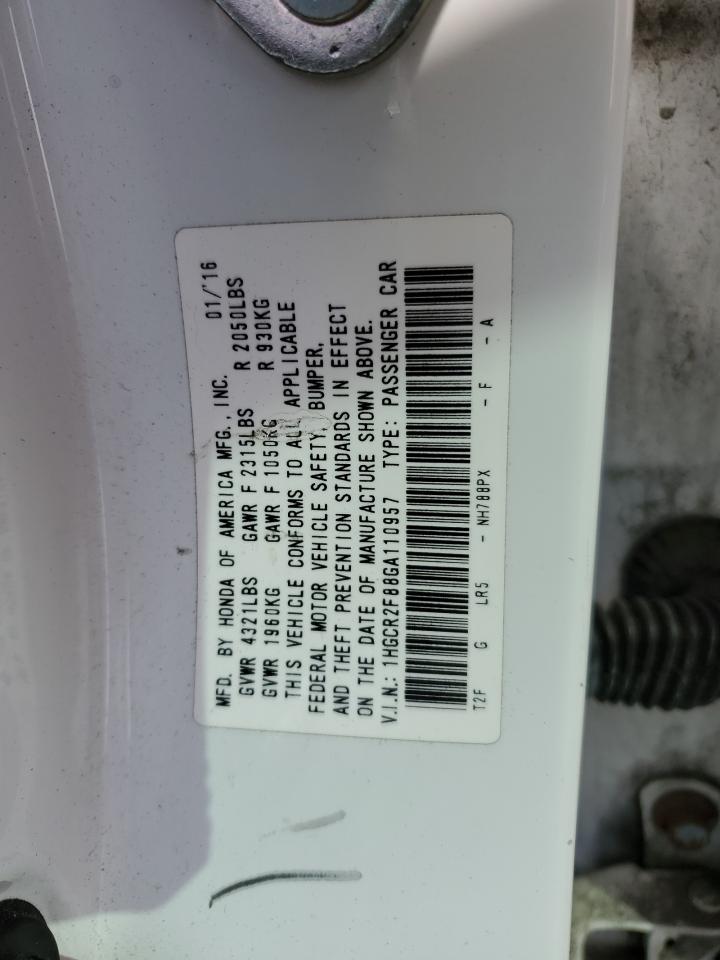 MFD. BY HONDA OF AMERICA MFG., INC. 01/'16
GVWR 4321LBS GAWR F 2315LBS R 2050LBS
GVWR 1960KG GAWR F 1050KG R 930KG
THIS VEHICLE CONFORMS TO ALL APPLICABLE
FEDERAL MOTOR VEHICLE SAFETY, BUMPER,
AND THEFT PREVENTION STANDARDS IN EFFECT
ON THE DATE OF MANUFACTURE SHOWN ABOVE.
V.I.N.: 1HGCR2F88GA110957 TYPE: PASSENGER CAR
T2F G LR5 - NH788PX - F - A